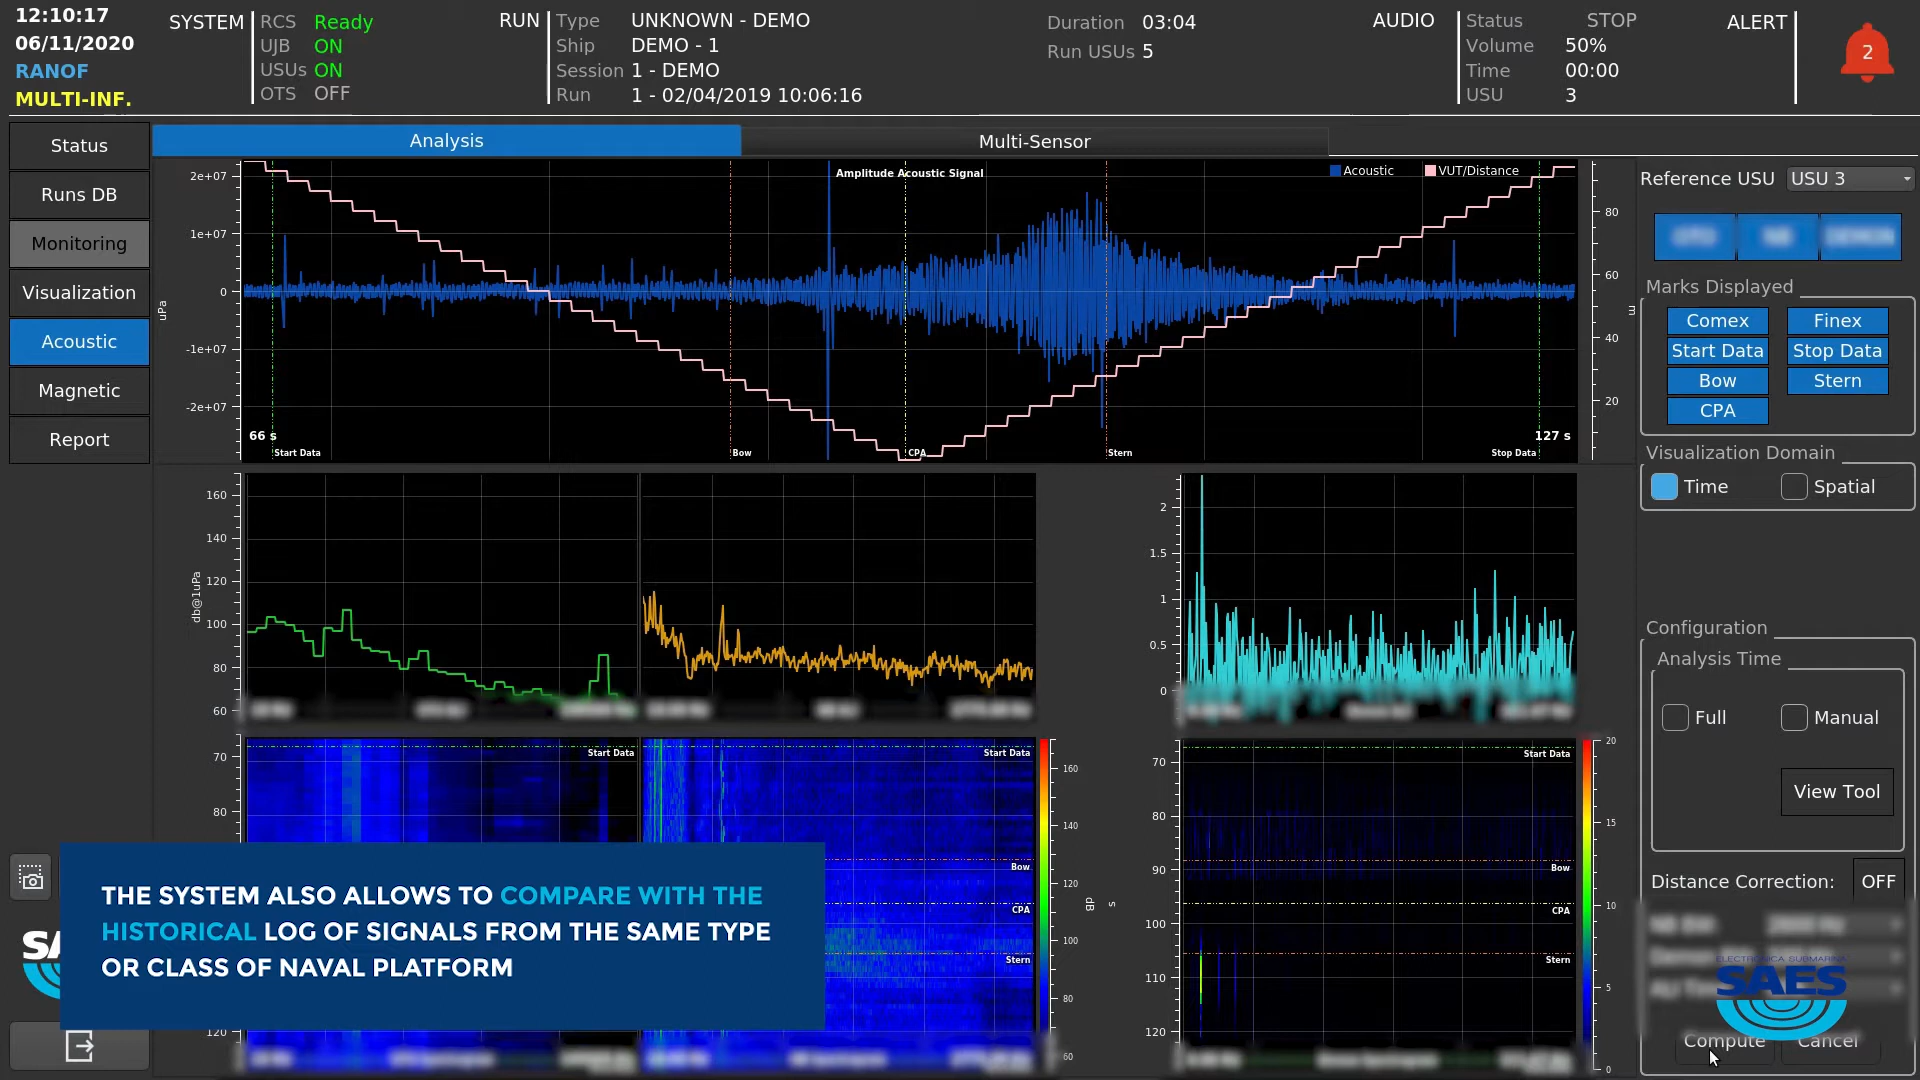 12:10:17
06/11/2020
RANOF
MULTI-INF.
SYSTEM
RCS Ready
UJB ON
USUs ON
OTS OFF
RUN
Type UNKNOWN - DEMO
Ship DEMO - 1
Session 1 - DEMO
Run 1 - 02/04/2019 10:06:16
Duration 03:04
Run USUs 5
AUDIO
Status STOP
Volume 50%
Time 00:00
USU 3
ALERT
2
Status
Runs DB
Monitoring
Visualization
Acoustic
Magnetic
Report
Analysis
Multi-Sensor
Amplitude Acoustic Signal
Acoustic
VUT/Distance
2e+07
1e+07
0
-1e+07
-2e+07
uPa
80
60
40
20
m
66 s
127 s
Start Data
Bow
CPA
Stern
Stop Data
160
140
120
100
80
60
db@1uPa
2
1.5
1
0.5
0
70
80
120
Start Data
Start Data
Bow
CPA
Stern
160
140
120
100
80
60
dB
s
70
80
90
100
110
120
Start Data
Bow
CPA
Stern
20
15
10
5
0
Reference USU USU 3
OTO NB DEMON
Marks Displayed
Comex Finex
Start Data Stop Data
Bow Stern
CPA
Visualization Domain
Time Spatial
Configuration
Analysis Time
Full Manual
View Tool
Distance Correction: OFF
ELECTRONICA SUBMARINA
SAES
Compute Cancel
THE SYSTEM ALSO ALLOWS TO COMPARE WITH THE
HISTORICAL LOG OF SIGNALS FROM THE SAME TYPE
OR CLASS OF NAVAL PLATFORM